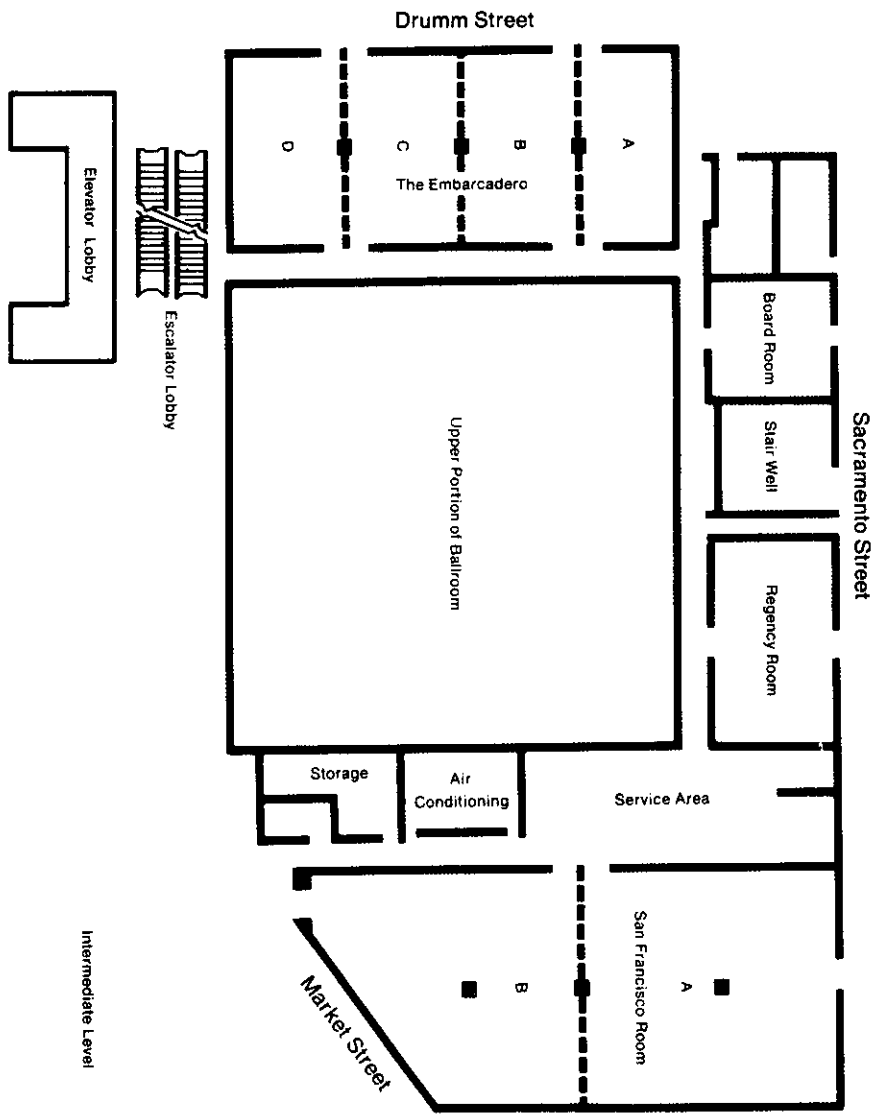 Drumm Street
D
C
B
A
The Embarcadero
Elevator Lobby
Escalator Lobby
Board Room
Stair Well
Sacramento Street
Upper Portion of Ballroom
Regency Room
Storage
Air
Conditioning
Service Area
San Francisco Room
A
B
Market Street
Intermediate Level